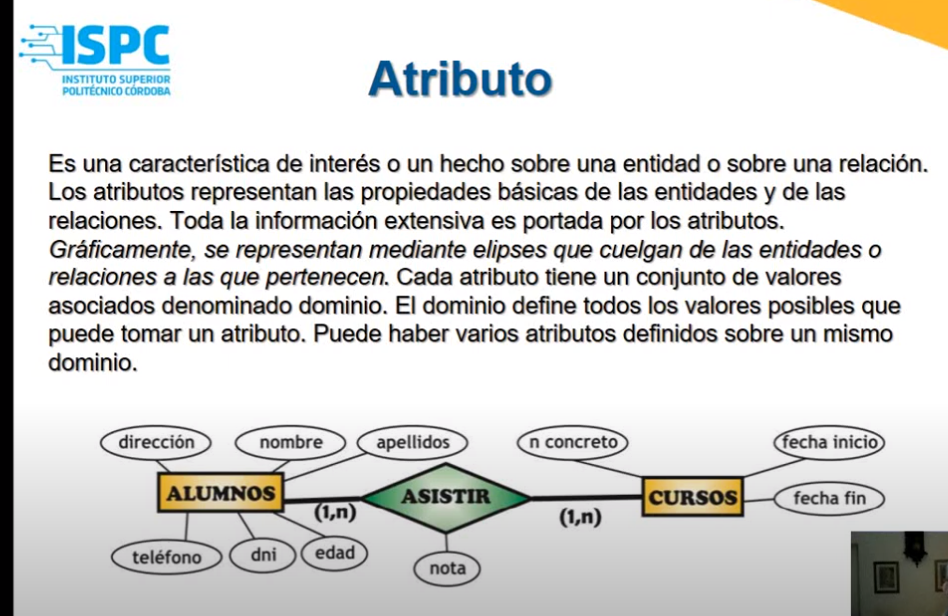 ISPC
INSTITUTO SUPERIOR
POLITÉCNICO CÓRDOBA
Atributo
Es una característica de interés o un hecho sobre una entidad o sobre una relación.
Los atributos representan las propiedades básicas de las entidades y de las
relaciones. Toda la información extensiva es portada por los atributos.
Gráficamente, se representan mediante elipses que cuelgan de las entidades o
relaciones a las que pertenecen. Cada atributo tiene un conjunto de valores
asociados denominado dominio. El dominio define todos los valores posibles que
puede tomar un atributo. Puede haber varios atributos definidos sobre un mismo
dominio.
dirección nombre apellidos n concreto fecha inicio
ALUMNOS ASISTIR CURSOS fecha fin
(1,n) (1,n)
teléfono dni edad nota